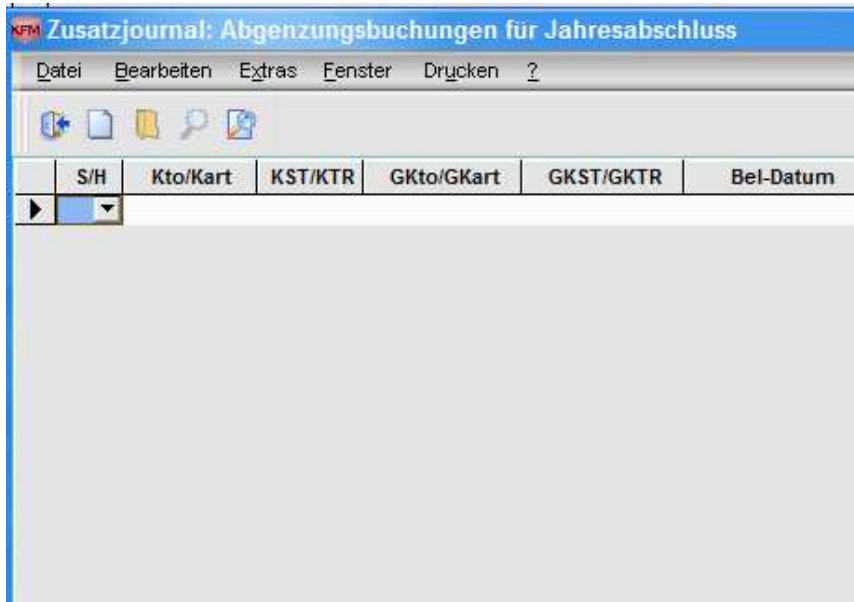 KFM Zusatzjournal: Abgenzungsbuchungen für Jahresabschluss
Datei Bearbeiten Extras Fenster Drucken ?
S/H Kto/Kart KST/KTR GKto/GKart GKST/GKTR Bel-Datum